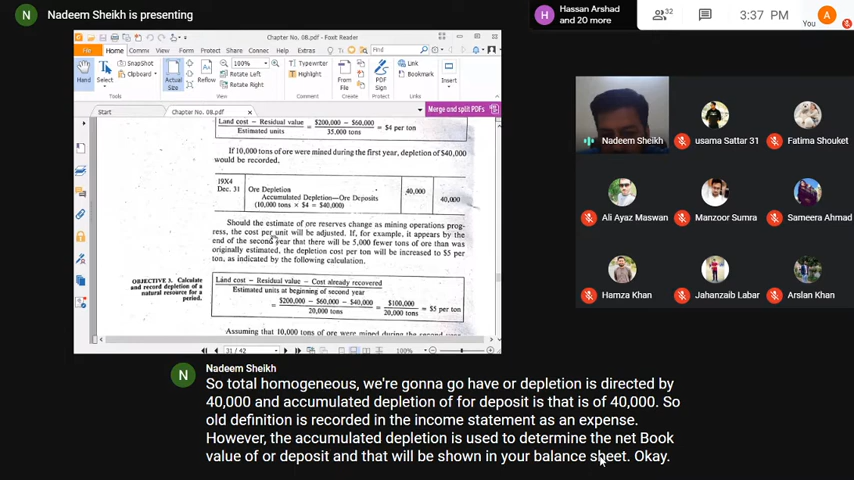 N Nadeem Sheikh is presenting
Hassan Arshad
and 20 more
H
32
3:37 PM
A
You
Chapter No. 08.pdf - Foxit Reader
File Home Comment View Form Protect Share Connect Help Extras Find
Hand
Select
SnapShot
Clipboard
Actual
Size
Reflow
100%
Rotate Left
Rotate Right
Typewriter
Highlight
From
File
PDF
Sign
Link
Bookmark
Insert
Tools
View
Start
Chapter No. 08.pdf
Merge and split PDFs
Land cost − Residual value = $200,000 − $60,000 = $4 per ton
Estimated units 35,000 tons
If 10,000 tons of ore were mined during the first year, depletion of $40,000
would be recorded.
19X4
Dec. 31 Ore Depletion 40,000
Accumulated Depletion—Ore Deposits 40,000
(10,000 tons × $4 = $40,000)
Should the estimate of ore reserves change as mining operations prog-
ress, the cost per unit will be adjusted. If, for example, it appears by the
end of the second year that there will be 5,000 fewer tons of ore than was
originally estimated, the depletion cost per ton will be increased to $5 per
ton, as indicated by the following calculation.
OBJECTIVE 3. Calculate
and record depletion of a
natural resource for a
period.
Land cost − Residual value − Cost already recovered
Estimated units at beginning of second year
= $200,000 − $60,000 − $40,000 = $100,000 = $5 per ton
20,000 tons 20,000 tons
Assuming that 10,000 tons of ore were mined during the second
31 / 42
100%
Nadeem Sheikh
usama Sattar 31
Fatima Shouket
Ali Ayaz Maswan
Manzoor Sumra
Sameera Ahmad
Hamza Khan
Jahanzaib Labar
Arslan Khan
N Nadeem Sheikh
So total homogeneous, we're gonna go have or depletion is directed by
40,000 and accumulated depletion of for deposit is that is of 40,000. So
old definition is recorded in the income statement as an expense.
However, the accumulated depletion is used to determine the net Book
value of or deposit and that will be shown in your balance sheet. Okay.